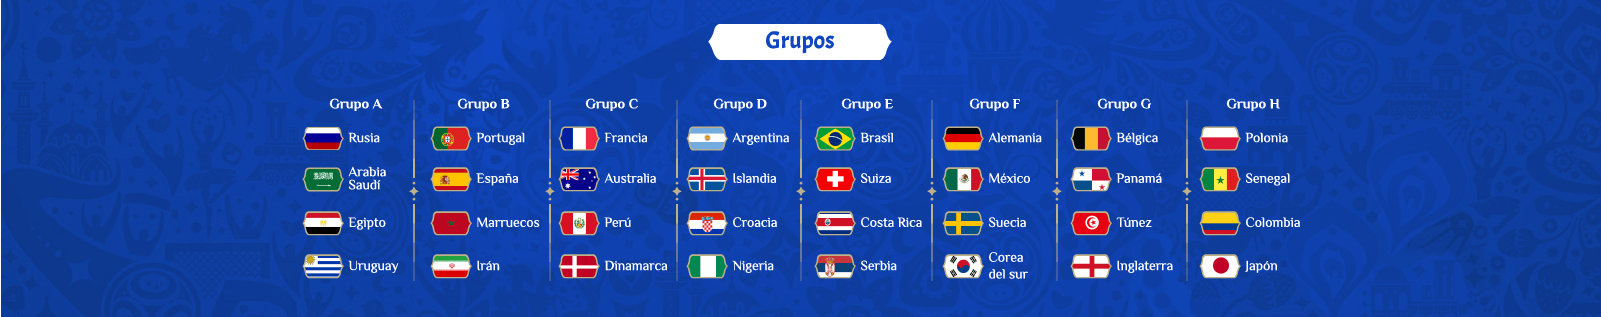 Grupos
Grupo A
Rusia
Arabia
Saudí
Egipto
Uruguay
Grupo B
Portugal
España
Marruecos
Irán
Grupo C
Francia
Australia
Perú
Dinamarca
Grupo D
Argentina
Islandia
Croacia
Nigeria
Grupo E
Brasil
Suiza
Costa Rica
Serbia
Grupo F
Alemania
México
Suecia
Corea
del sur
Grupo G
Bélgica
Panamá
Túnez
Inglaterra
Grupo H
Polonia
Senegal
Colombia
Japón